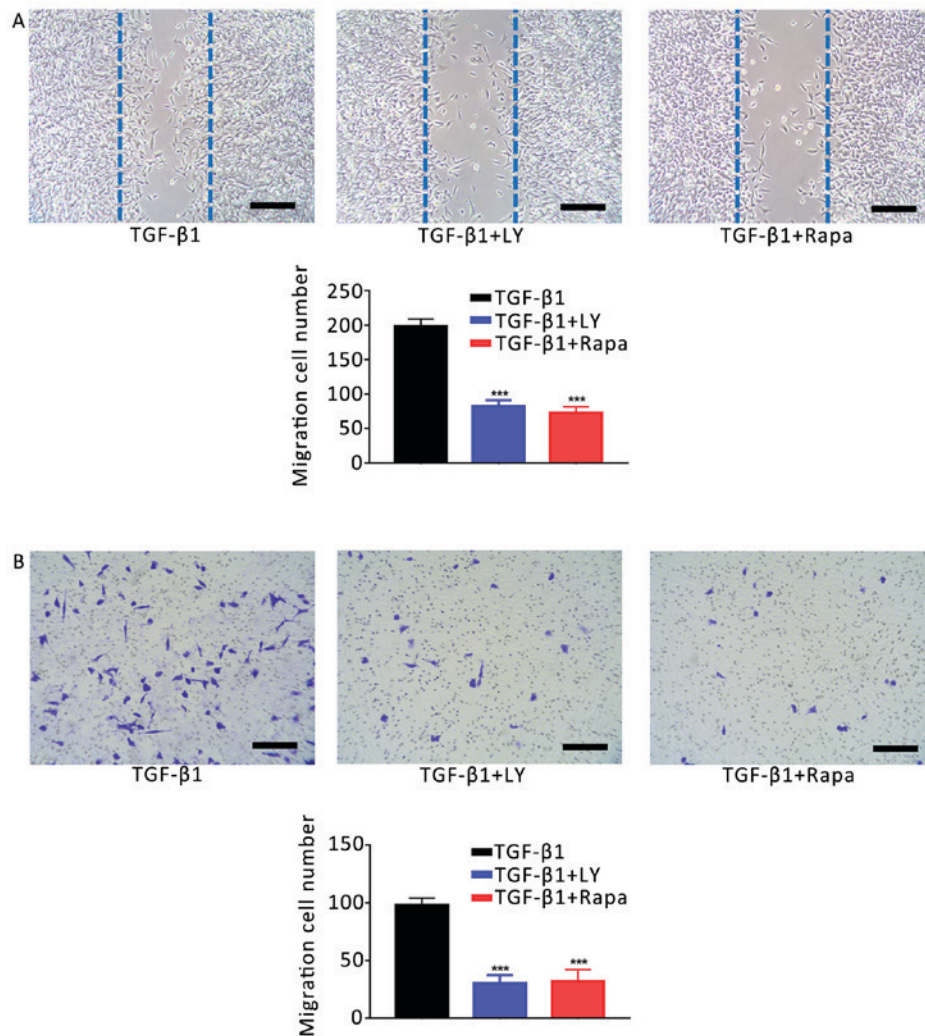 A
TGF-β1
TGF-β1+LY
TGF-β1+Rapa
Migration cell number
250
200
150
100
50
0
TGF-β1
TGF-β1+LY
TGF-β1+Rapa
***
***
B
TGF-β1
TGF-β1+LY
TGF-β1+Rapa
Migration cell number
150
100
50
0
TGF-β1
TGF-β1+LY
TGF-β1+Rapa
***
***